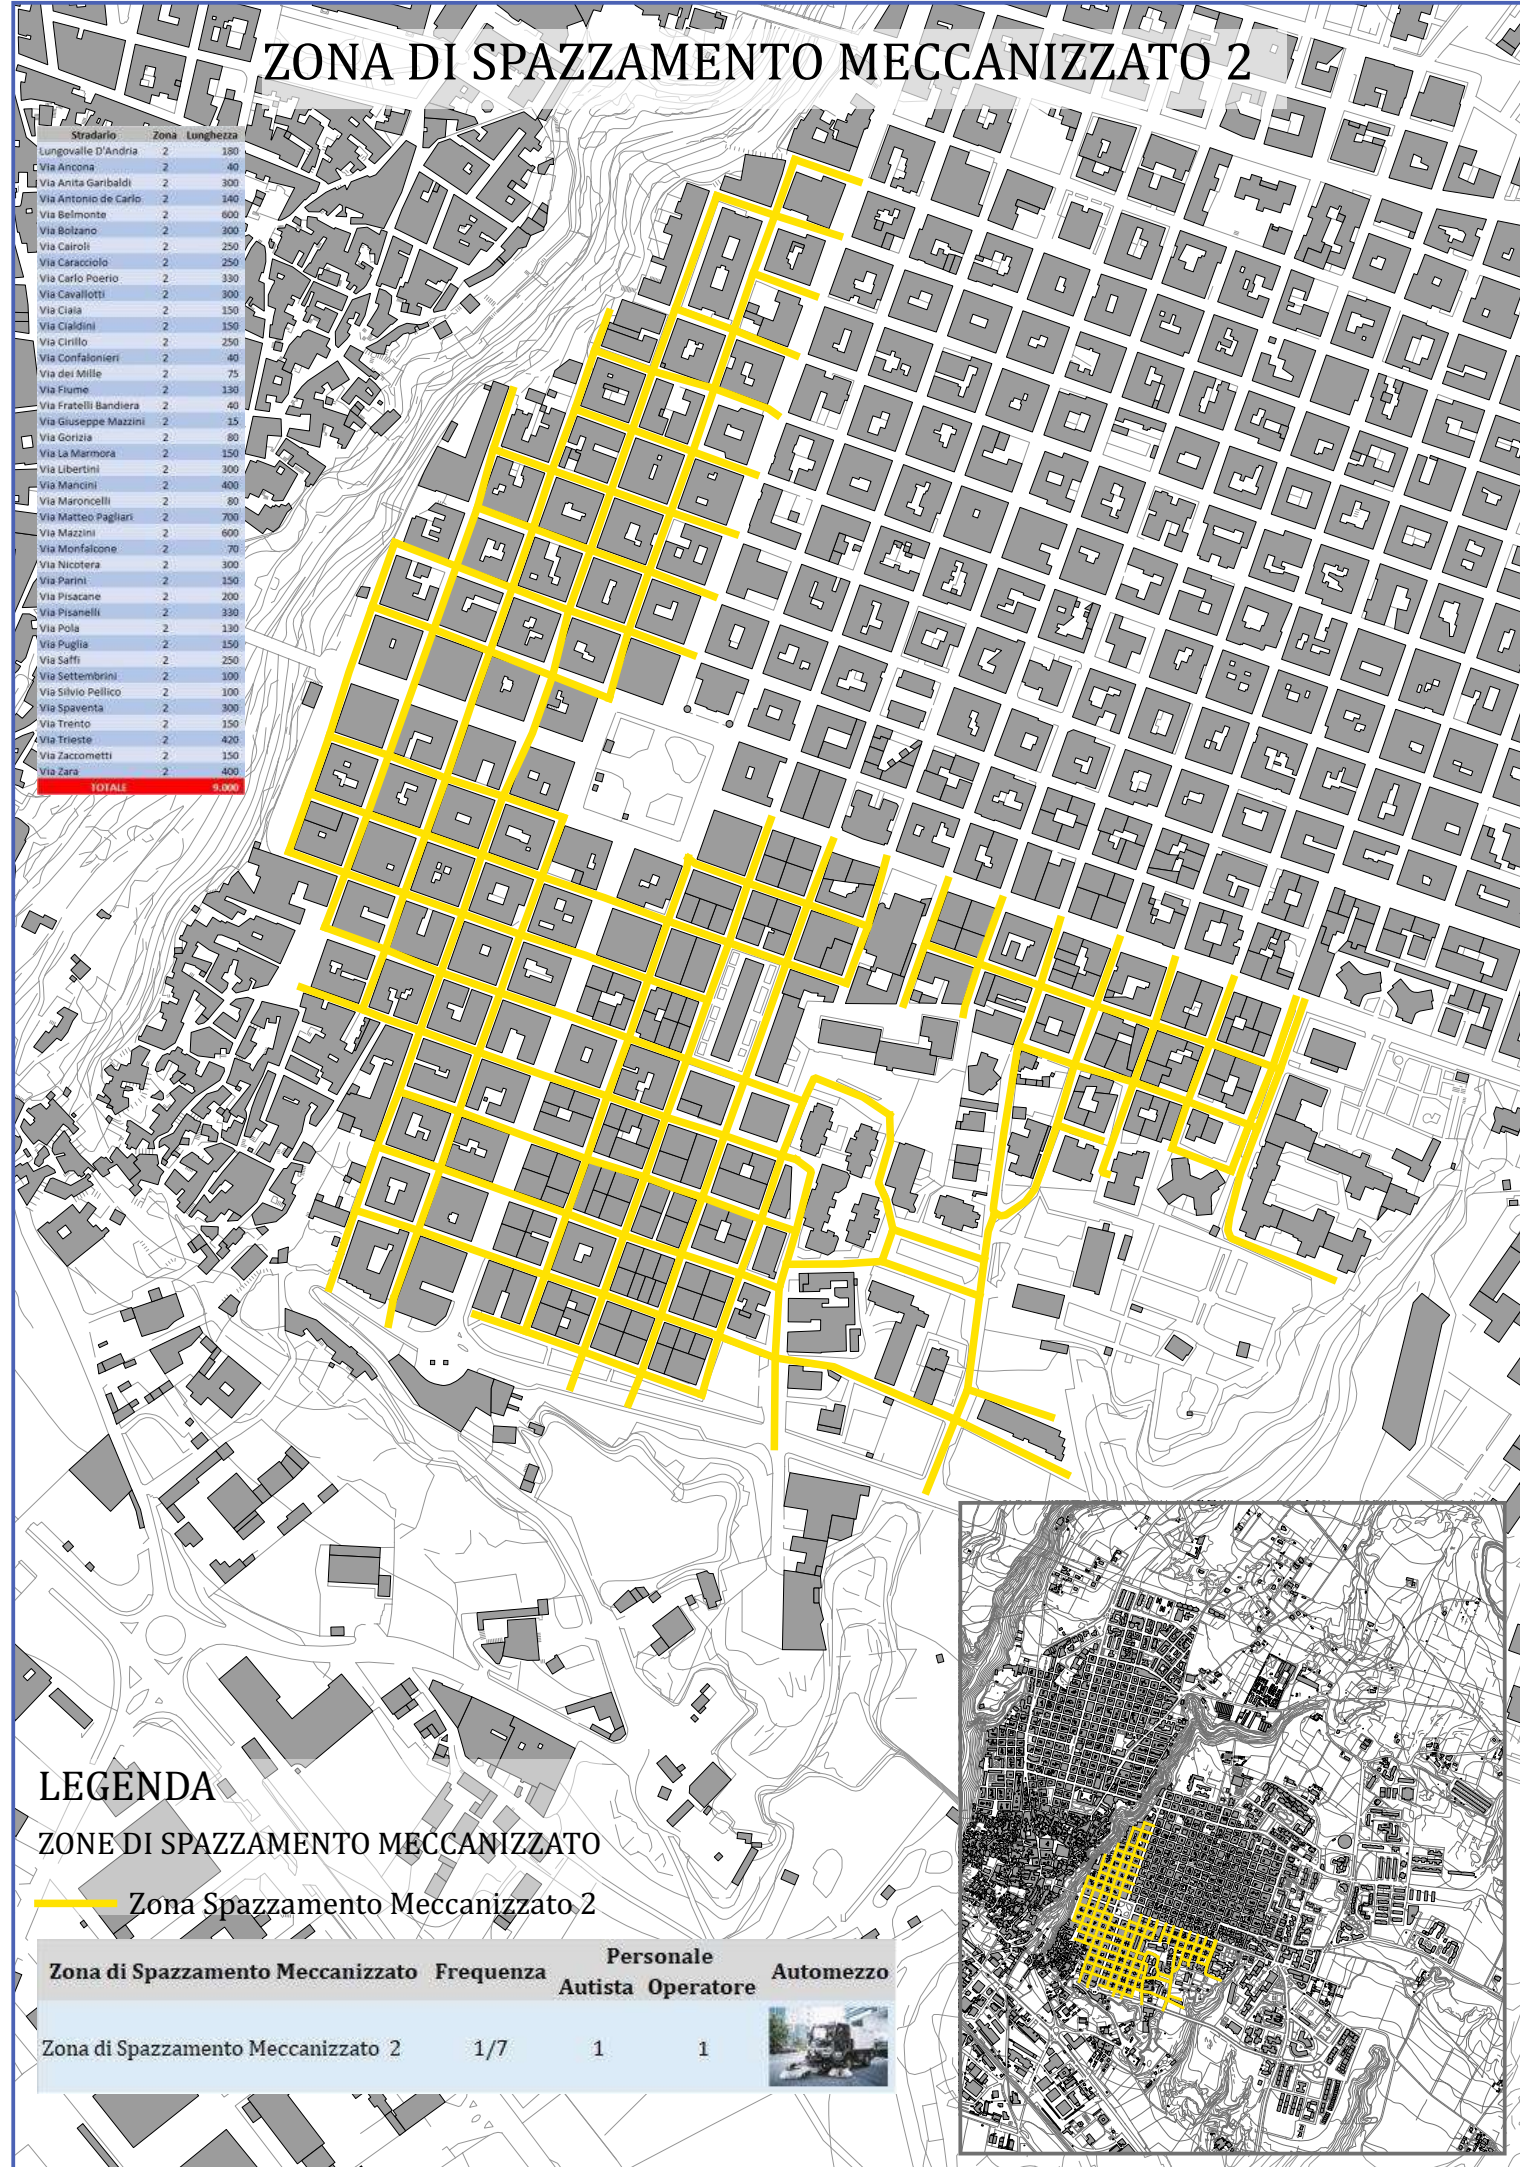 ZONA DI SPAZZAMENTO MECCANIZZATO 2
Stradario Zona Lunghezza
Lungovalle D'Andria 2 180
Via Ancona 2 40
Via Anita Garibaldi 2 300
Via Antonio de Carlo 2 140
Via Belmonte 2 600
Via Bolzano 2 300
Via Cairoli 2 250
Via Caracciolo 2 250
Via Carlo Poerio 2 330
Via Cavallotti 2 300
Via Ciaia 2 150
Via Cialdini 2 150
Via Cirillo 2 250
Via Confalonieri 2 40
Via dei Mille 2 75
Via Fiume 2 130
Via Fratelli Bandiera 2 40
Via Giuseppe Mazzini 2 15
Via Gorizia 2 80
Via La Marmora 2 150
Via Libertini 2 300
Via Mancini 2 400
Via Maroncelli 2 80
Via Matteo Pagliari 2 700
Via Mazzini 2 600
Via Monfalcone 2 70
Via Nicotera 2 300
Via Parini 2 150
Via Pisacane 2 200
Via Pisanelli 2 330
Via Pola 2 130
Via Puglia 2 150
Via Saffi 2 250
Via Settembrini 2 100
Via Silvio Pellico 2 100
Via Spaventa 2 300
Via Trento 2 150
Via Trieste 2 420
Via Zaccometti 2 150
Via Zara 2 400
TOTALE 9.000
LEGENDA
ZONE DI SPAZZAMENTO MECCANIZZATO
Zona Spazzamento Meccanizzato 2
Zona di Spazzamento Meccanizzato Frequenza Personale Automezzo
Autista Operatore
Zona di Spazzamento Meccanizzato 2 1/7 1 1